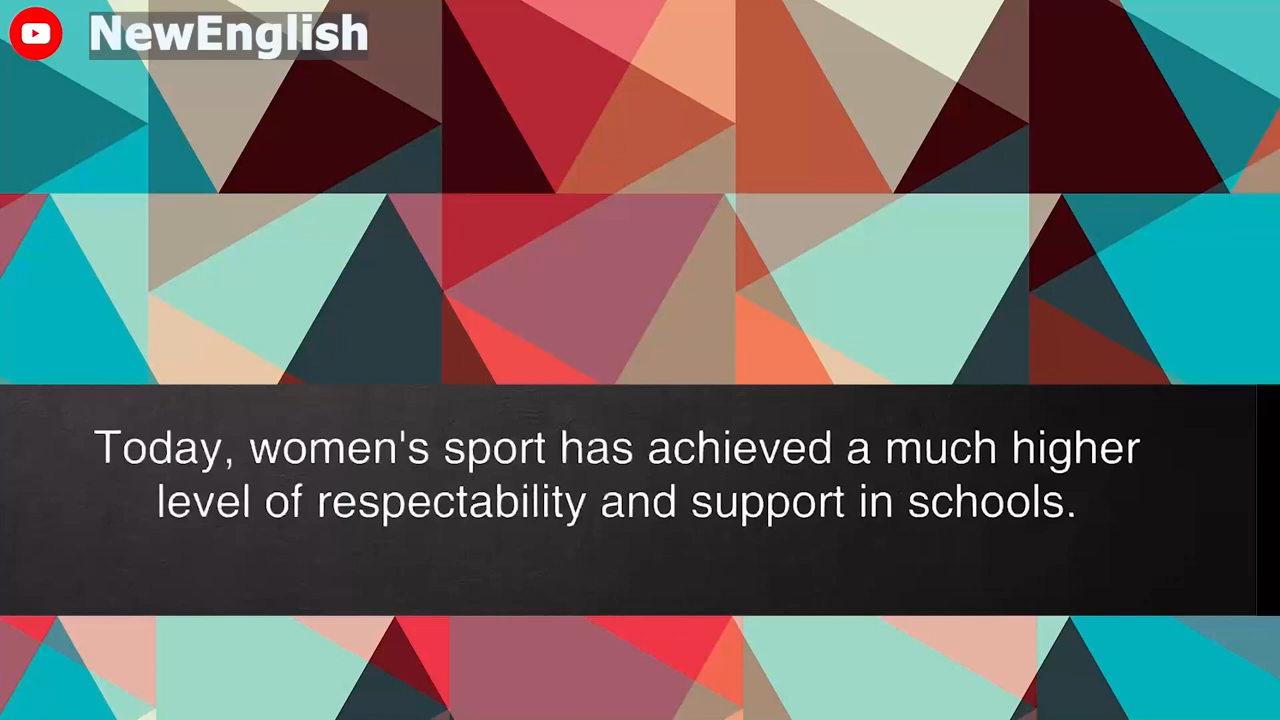 NewEnglish
Today, women's sport has achieved a much higher
level of respectability and support in schools.